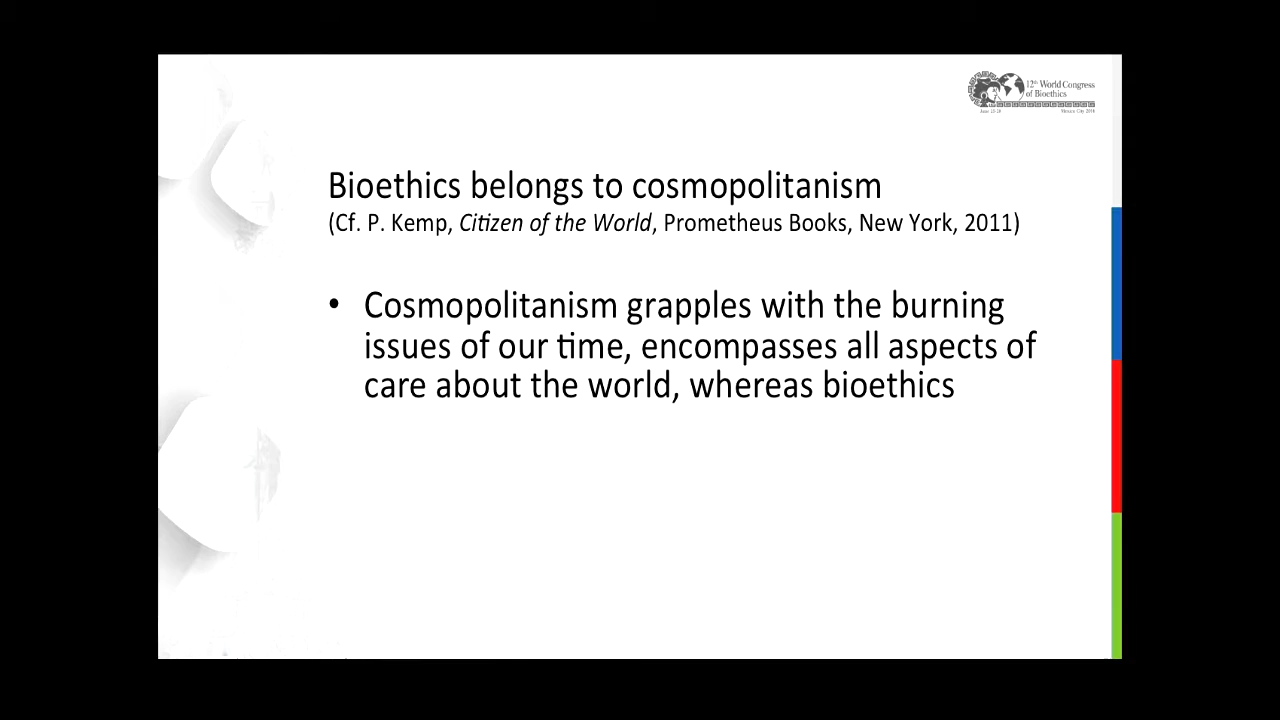 12th World Congress
of Bioethics
Bioethics belongs to cosmopolitanism
(Cf. P. Kemp, Citizen of the World, Prometheus Books, New York, 2011)
• Cosmopolitanism grapples with the burning
issues of our time, encompasses all aspects of
care about the world, whereas bioethics